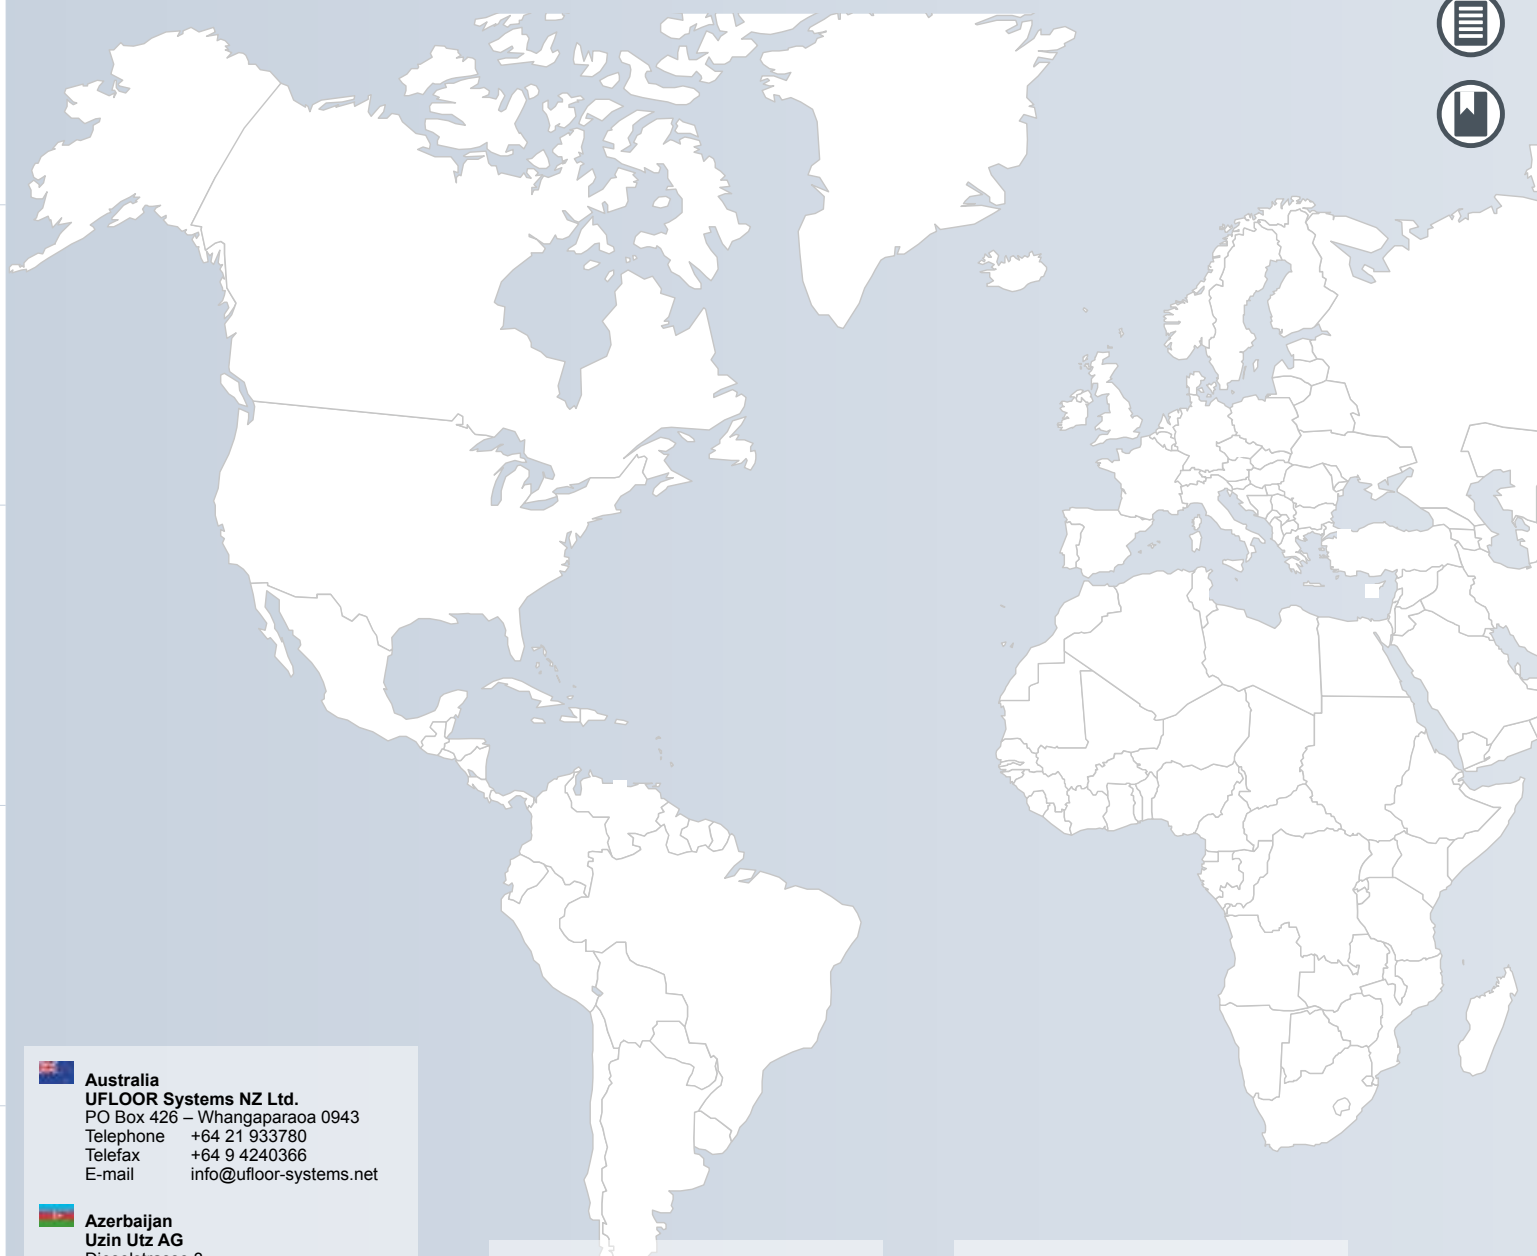 Australia
UFLOOR Systems NZ Ltd.
PO Box 426 – Whangaparaoa 0943
Telephone +64 21 933780
Telefax +64 9 4240366
E-mail info@ufloor-systems.net
Azerbaijan
Uzin Utz AG